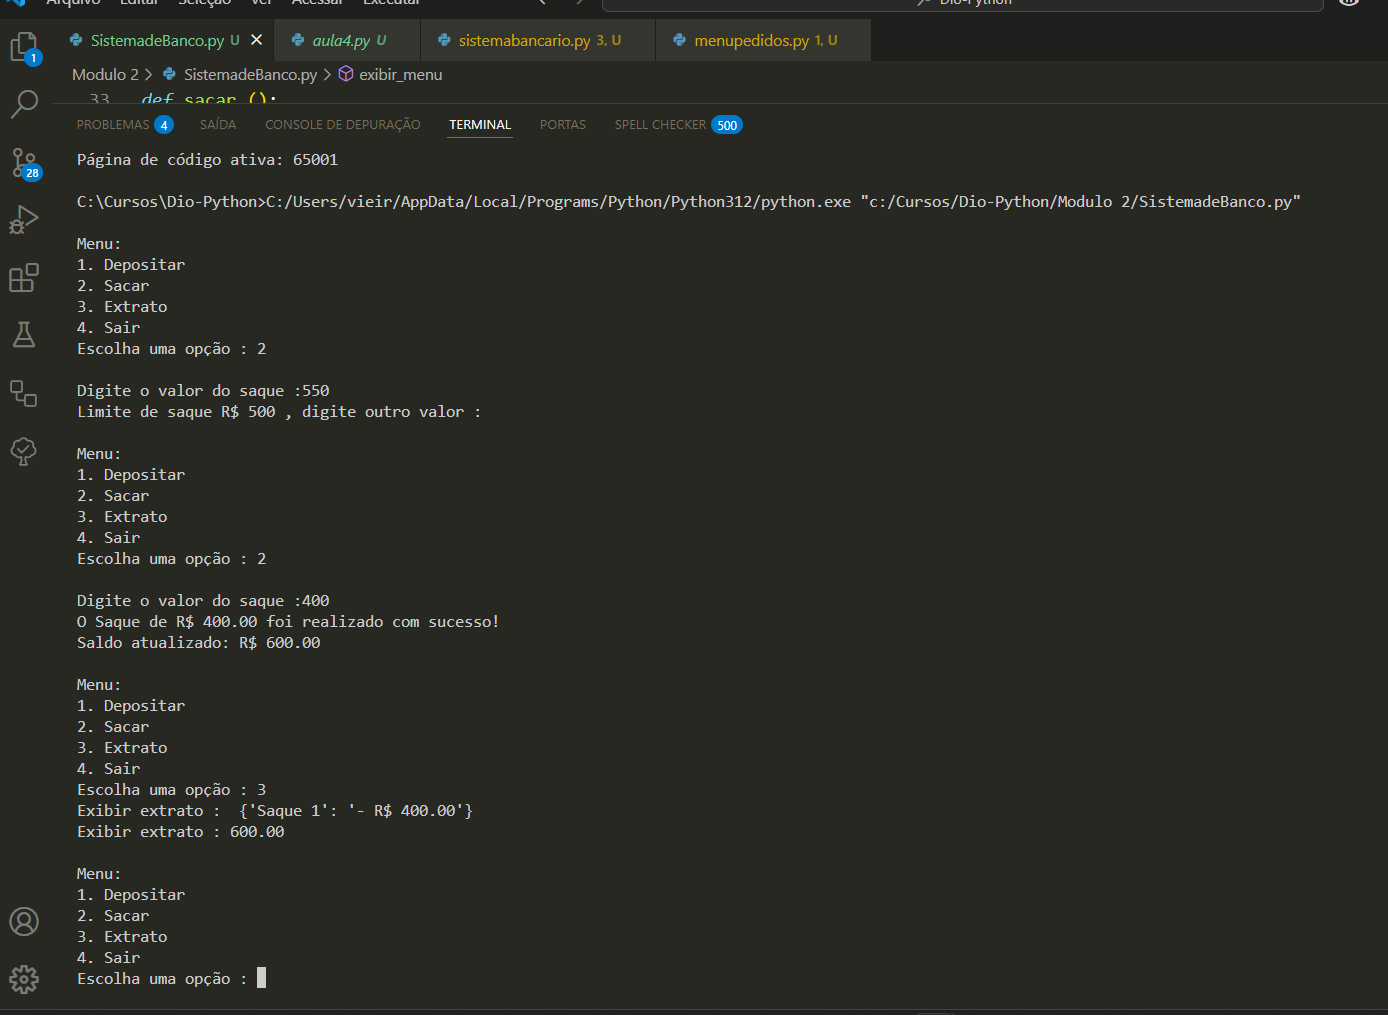 Arquivo Editar Seleção Ver Acessar Executar
Dio-Python
SistemadeBanco.py U
aula4.py U
sistemabancario.py 3, U
menupedidos.py 1, U
Modulo 2 > SistemadeBanco.py > exibir_menu
33 def sacar ():
PROBLEMAS 4 SAÍDA CONSOLE DE DEPURAÇÃO TERMINAL PORTAS SPELL CHECKER 500
1
28
Página de código ativa: 65001
C:\Cursos\Dio-Python>C:/Users/vieir/AppData/Local/Programs/Python/Python312/python.exe "c:/Cursos/Dio-Python/Modulo 2/SistemadeBanco.py"
Menu:
1. Depositar
2. Sacar
3. Extrato
4. Sair
Escolha uma opção : 2
Digite o valor do saque :550
Limite de saque R$ 500 , digite outro valor :
Menu:
1. Depositar
2. Sacar
3. Extrato
4. Sair
Escolha uma opção : 2
Digite o valor do saque :400
O Saque de R$ 400.00 foi realizado com sucesso!
Saldo atualizado: R$ 600.00
Menu:
1. Depositar
2. Sacar
3. Extrato
4. Sair
Escolha uma opção : 3
Exibir extrato :  {'Saque 1': '- R$ 400.00'}
Exibir extrato : 600.00
Menu:
1. Depositar
2. Sacar
3. Extrato
4. Sair
Escolha uma opção :